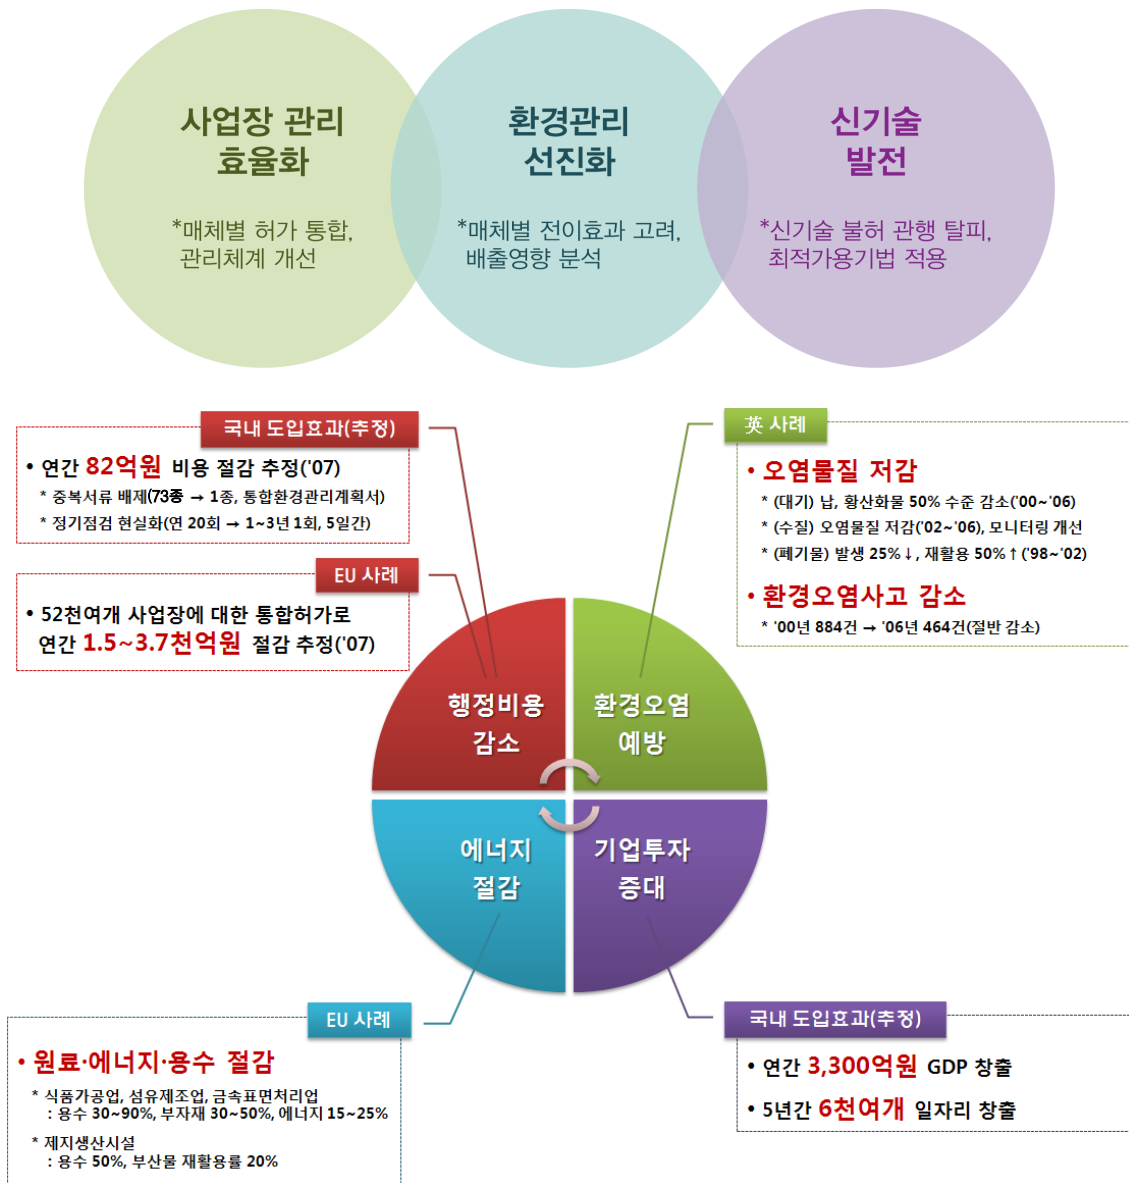 사업장 관리
효율화
*매체별 허가 통합,
관리체계 개선
환경관리
선진화
*매체별 전이효과 고려,
배출영향 분석
신기술
발전
*신기술 불허 관행 탈피,
최적가용기법 적용
국내 도입효과(추정)
• 연간 82억원 비용 절감 추정('07)
* 중복서류 배제(73종 → 1종, 통합환경관리계획서)
* 정기점검 현실화(연 20회 → 1~3년 1회, 5일간)
EU 사례
• 52천여개 사업장에 대한 통합허가로
연간 1.5~3.7천억원 절감 추정('07)
英 사례
• 오염물질 저감
* (대기) 납, 황산화물 50% 수준 감소('00~'06)
* (수질) 오염물질 저감('02~'06), 모니터링 개선
* (폐기물) 발생 25%↓, 재활용 50%↑('98~'02)
• 환경오염사고 감소
* '00년 884건 → '06년 464건(절반 감소)
행정비용
감소
환경오염
예방
에너지
절감
기업투자
증대
EU 사례
• 원료·에너지·용수 절감
* 식품가공업, 섬유제조업, 금속표면처리업
: 용수 30~90%, 부자재 30~50%, 에너지 15~25%
* 제지생산시설
: 용수 50%, 부산물 재활용률 20%
국내 도입효과(추정)
• 연간 3,300억원 GDP 창출
• 5년간 6천여개 일자리 창출